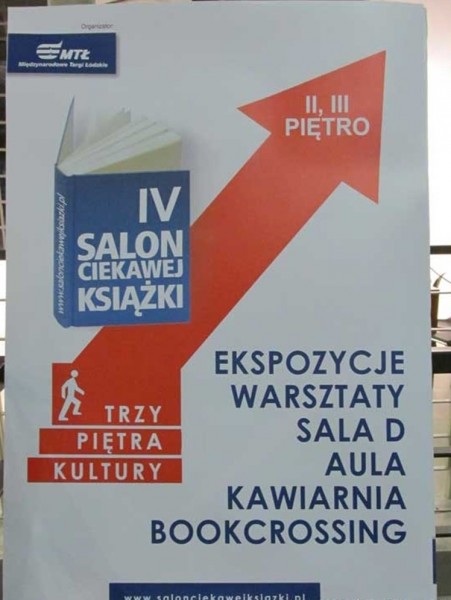 Organizator
MTŁ
Międzynarodowe Targi Łódzkie
II, III
PIĘTRO
IV
SALON
CIEKAWEJ
KSIĄŻKI
www.salonciekawejksiazki.pl
EKSPOZYCJE
WARSZTATY
SALA D
AULA
KAWIARNIA
BOOKCROSSING
TRZY
PIĘTRA
KULTURY
www.salonciekawejksiazki.pl